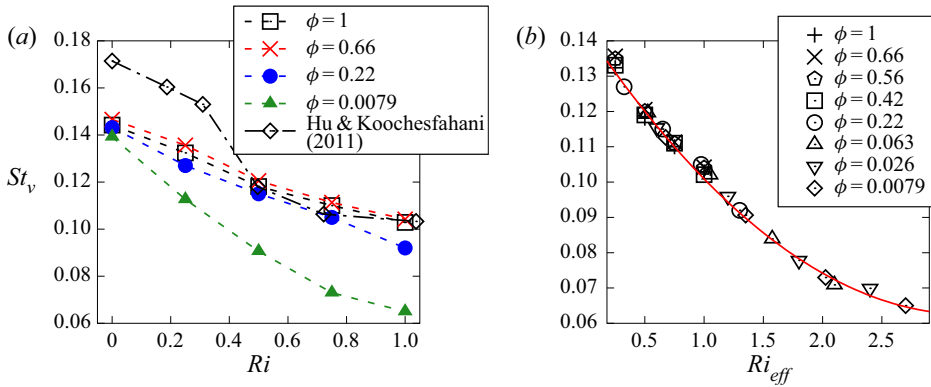 (a)
0.18
0.16
0.14
0.12
0.10
0.08
0.06
St_v
0
0.2
0.4
0.6
0.8
1.0
Ri
ϕ = 1
ϕ = 0.66
ϕ = 0.22
ϕ = 0.0079
Hu & Koochesfahani
(2011)
(b)
0.14
0.13
0.12
0.11
0.10
0.09
0.08
0.07
0.06
0.5
1.0
1.5
2.0
2.5
Ri_eff
ϕ = 1
ϕ = 0.66
ϕ = 0.56
ϕ = 0.42
ϕ = 0.22
ϕ = 0.063
ϕ = 0.026
ϕ = 0.0079